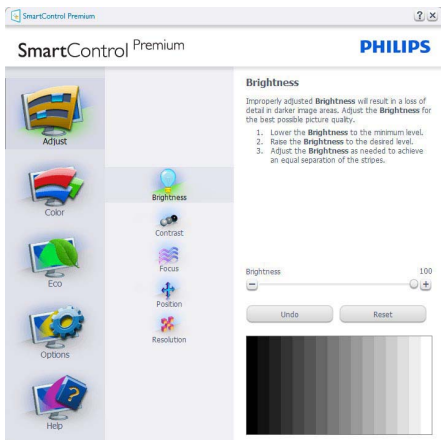 SmartControl Premium
? x
SmartControl Premium
PHILIPS
Adjust
Color
Eco
Options
Help
Brightness
Contrast
Focus
Position
Resolution
Brightness
Improperly adjusted Brightness will result in a loss of
detail in darker image areas. Adjust the Brightness for
the best possible picture quality.
1. Lower the Brightness to the minimum level.
2. Raise the Brightness to the desired level.
3. Adjust the Brightness as needed to achieve
an equal separation of the stripes.
Brightness 100
Undo Reset